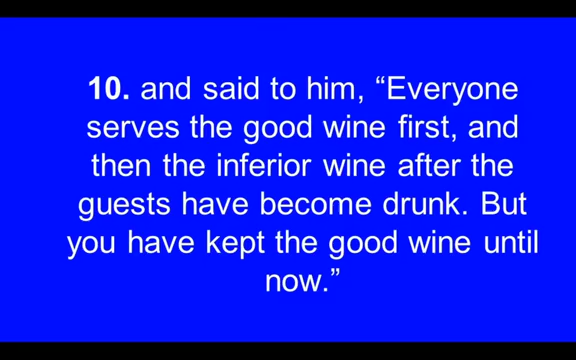 10. and said to him, “Everyone
serves the good wine first, and
then the inferior wine after the
guests have become drunk. But
you have kept the good wine until
now.”